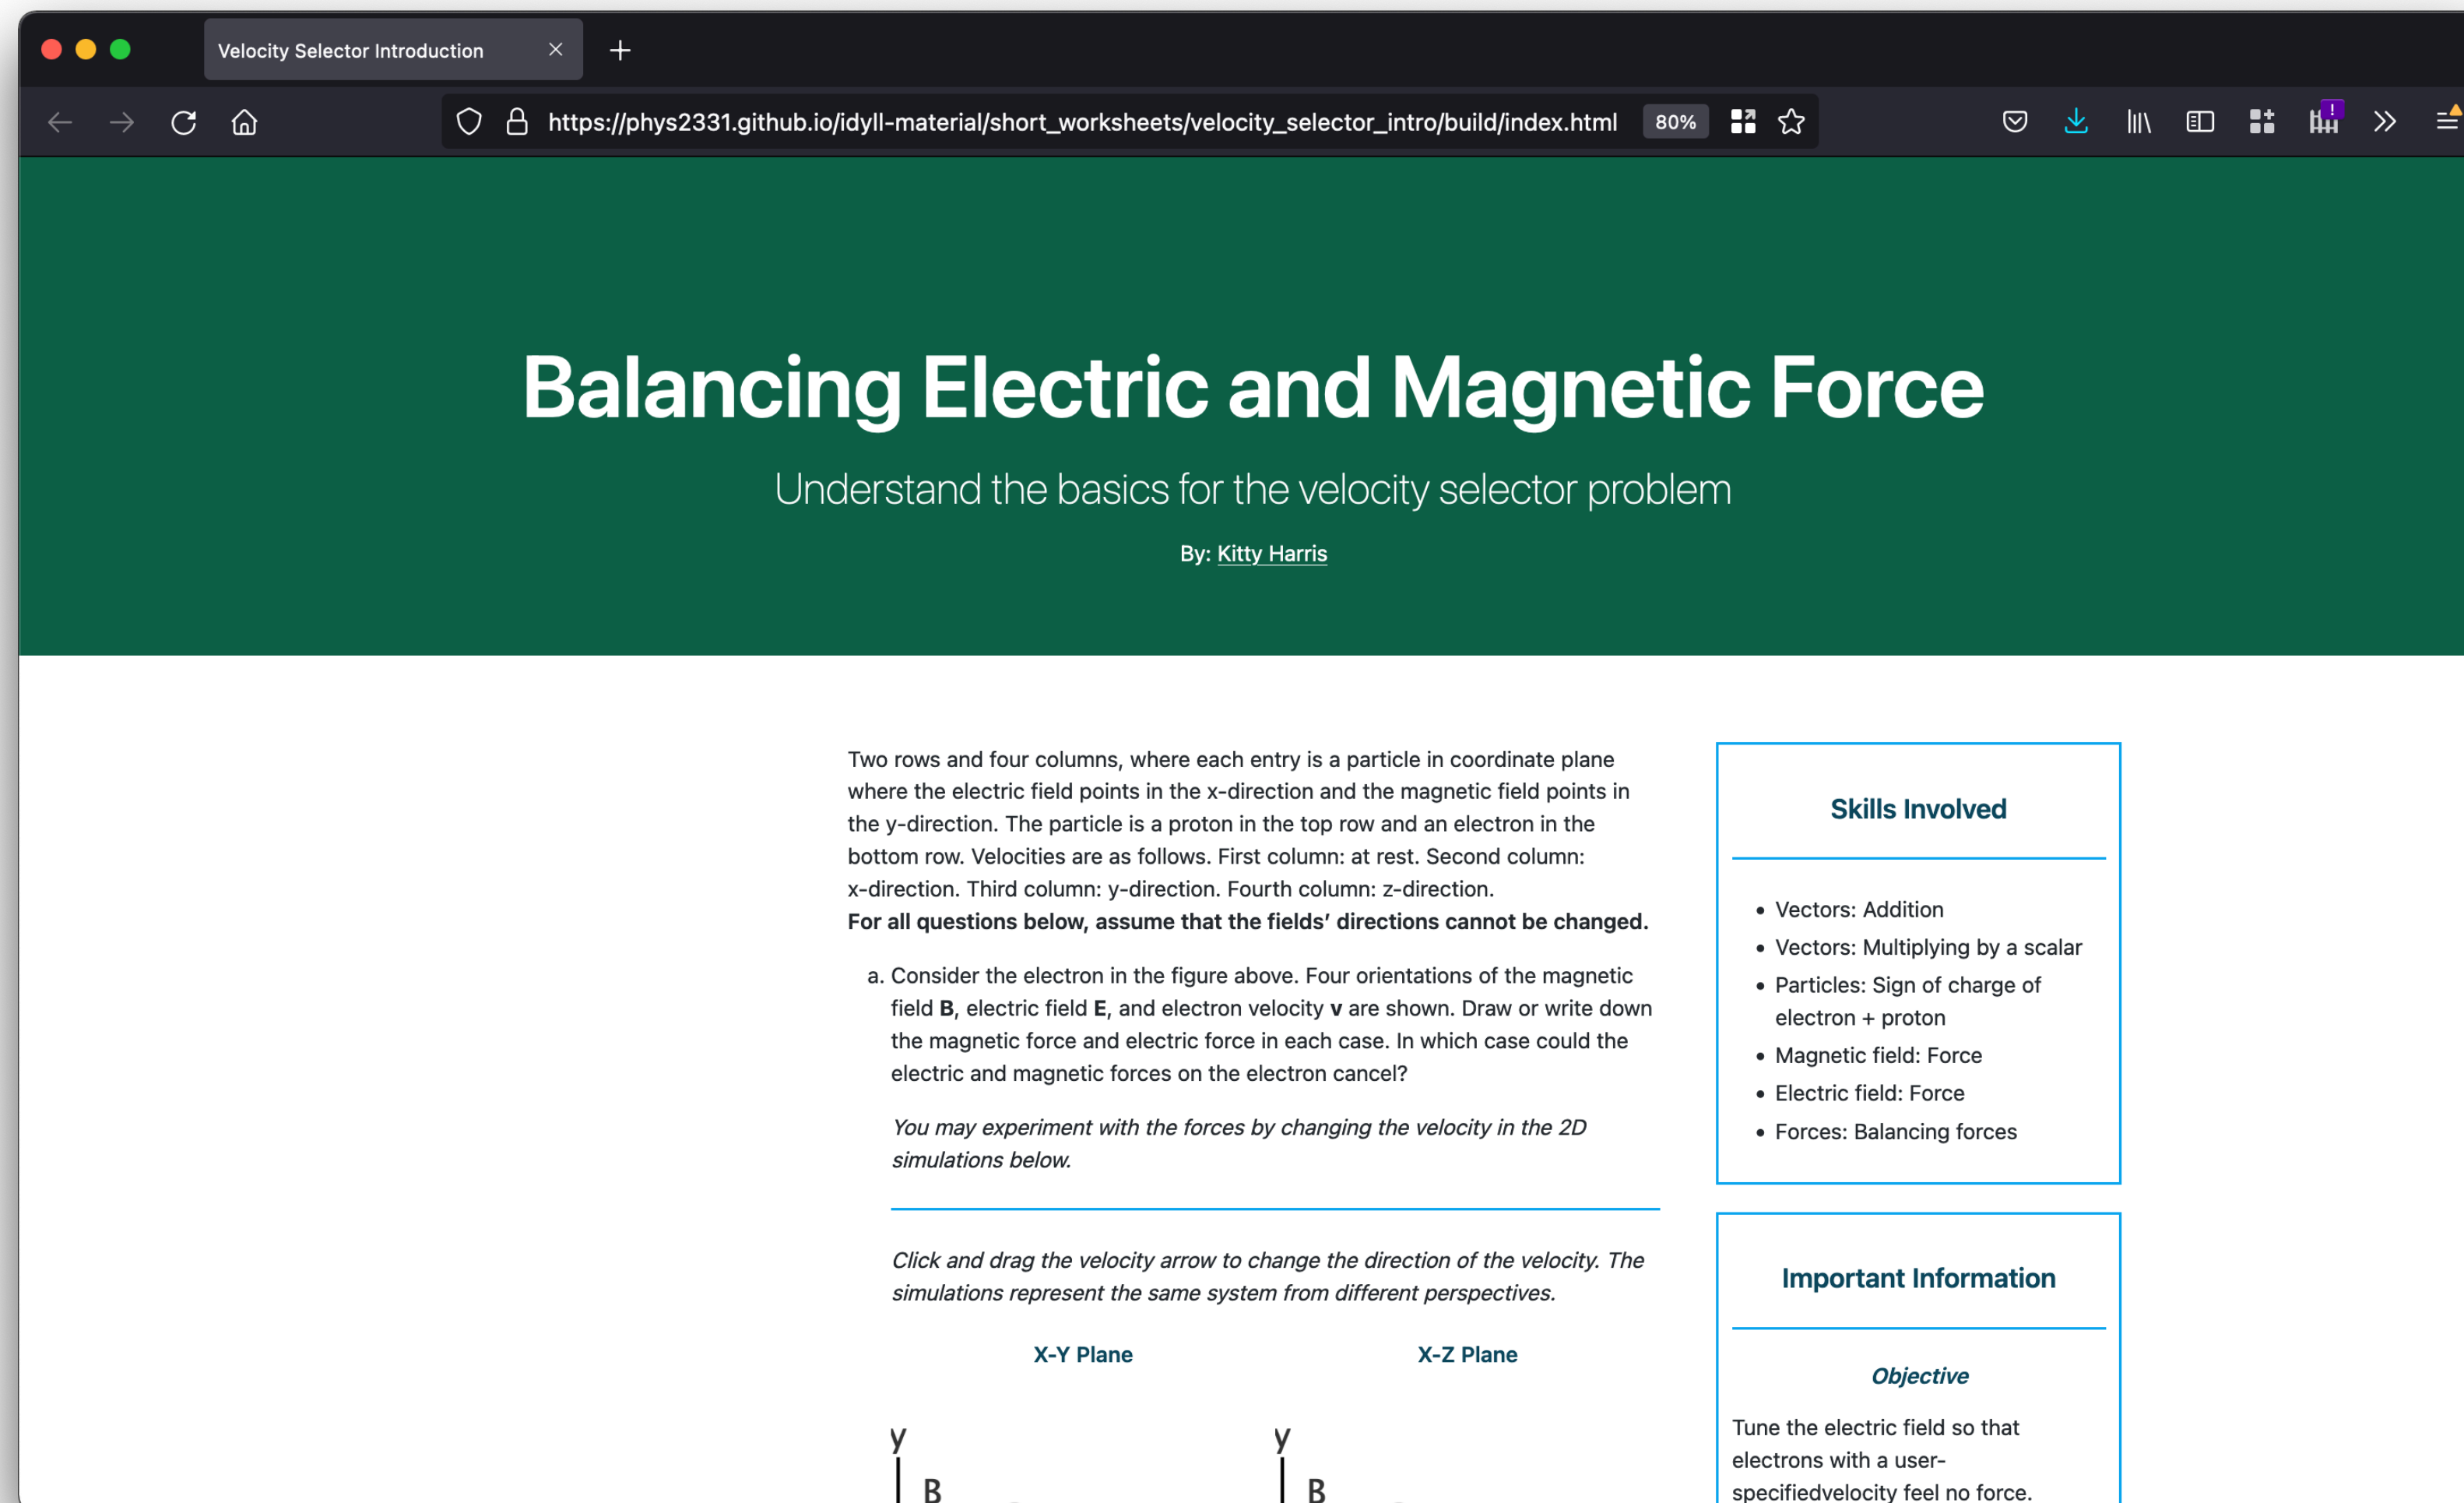 Velocity Selector Introduction
https://phys2331.github.io/idyll-material/short_worksheets/velocity_selector_intro/build/index.html
80%
!
Balancing Electric and Magnetic Force
Understand the basics for the velocity selector problem
By: Kitty Harris
Two rows and four columns, where each entry is a particle in coordinate plane
where the electric field points in the x-direction and the magnetic field points in
the y-direction. The particle is a proton in the top row and an electron in the
bottom row. Velocities are as follows. First column: at rest. Second column:
x-direction. Third column: y-direction. Fourth column: z-direction.
For all questions below, assume that the fields’ directions cannot be changed.
a. Consider the electron in the figure above. Four orientations of the magnetic
field B, electric field E, and electron velocity v are shown. Draw or write down
the magnetic force and electric force in each case. In which case could the
electric and magnetic forces on the electron cancel?
You may experiment with the forces by changing the velocity in the 2D
simulations below.
Click and drag the velocity arrow to change the direction of the velocity. The
simulations represent the same system from different perspectives.
X-Y Plane
X-Z Plane
y
B
y
B
Skills Involved
• Vectors: Addition
• Vectors: Multiplying by a scalar
• Particles: Sign of charge of
electron + proton
• Magnetic field: Force
• Electric field: Force
• Forces: Balancing forces
Important Information
Objective
Tune the electric field so that
electrons with a user-
specifiedvelocity feel no force.